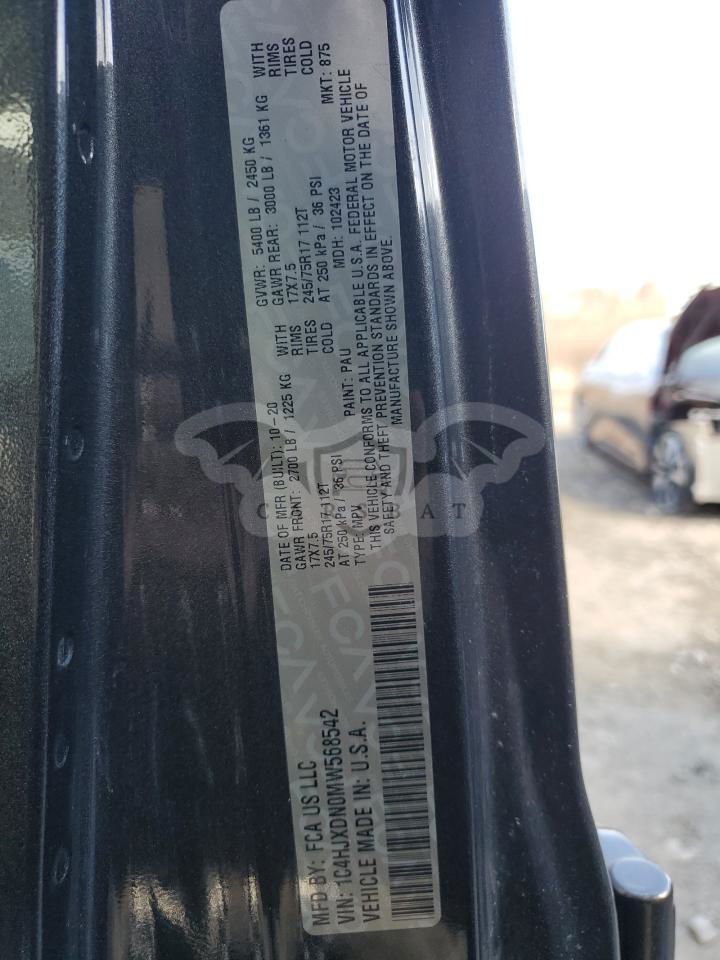 MFD BY: FCA US LLC
DATE OF MFR (BUILT): 10-20
GVWR: 5400 LB / 2450 KG
GAWR FRONT: 2700 LB / 1225 KG WITH
GAWR REAR: 3000 LB / 1361 KG WITH
17X7.5 RIMS
17X7.5 RIMS
245/75R17 112T TIRES
245/75R17 112T TIRES
AT 250 kPa / 36 PSI COLD
AT 250 kPa / 36 PSI COLD
VIN: 1C4HJXDN0MW568542
TYPE: MPV PAINT: PAU MDH: 102423 MKT: 875
VEHICLE MADE IN: U.S.A.
THIS VEHICLE CONFORMS TO ALL APPLICABLE U.S.A. FEDERAL MOTOR VEHICLE
SAFETY AND THEFT PREVENTION STANDARDS IN EFFECT ON THE DATE OF
MANUFACTURE SHOWN ABOVE.